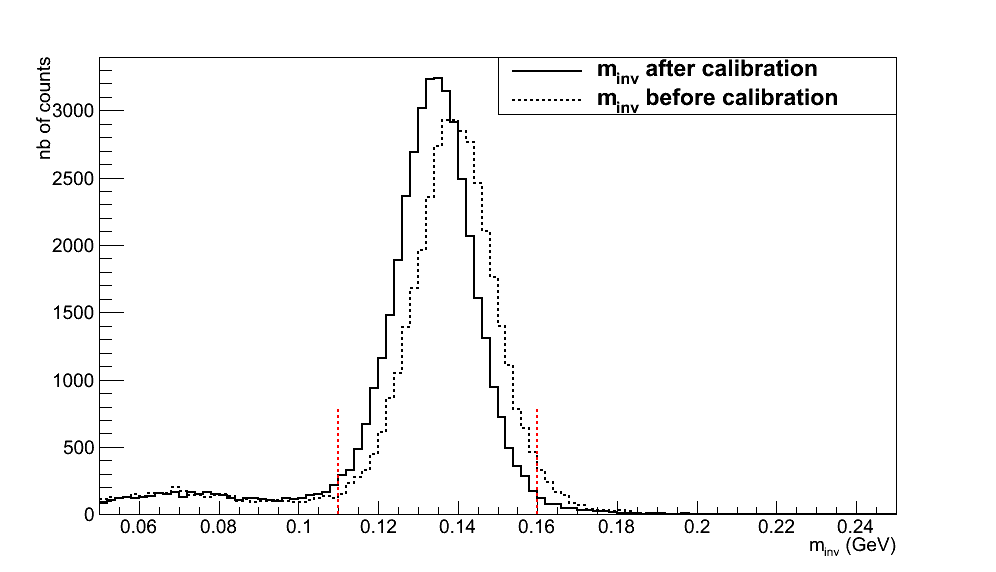 nb of counts
m_inv after calibration
m_inv before calibration
3000
2500
2000
1500
1000
500
0
0.06 0.08 0.1 0.12 0.14 0.16 0.18 0.2 0.22 0.24
m_inv (GeV)